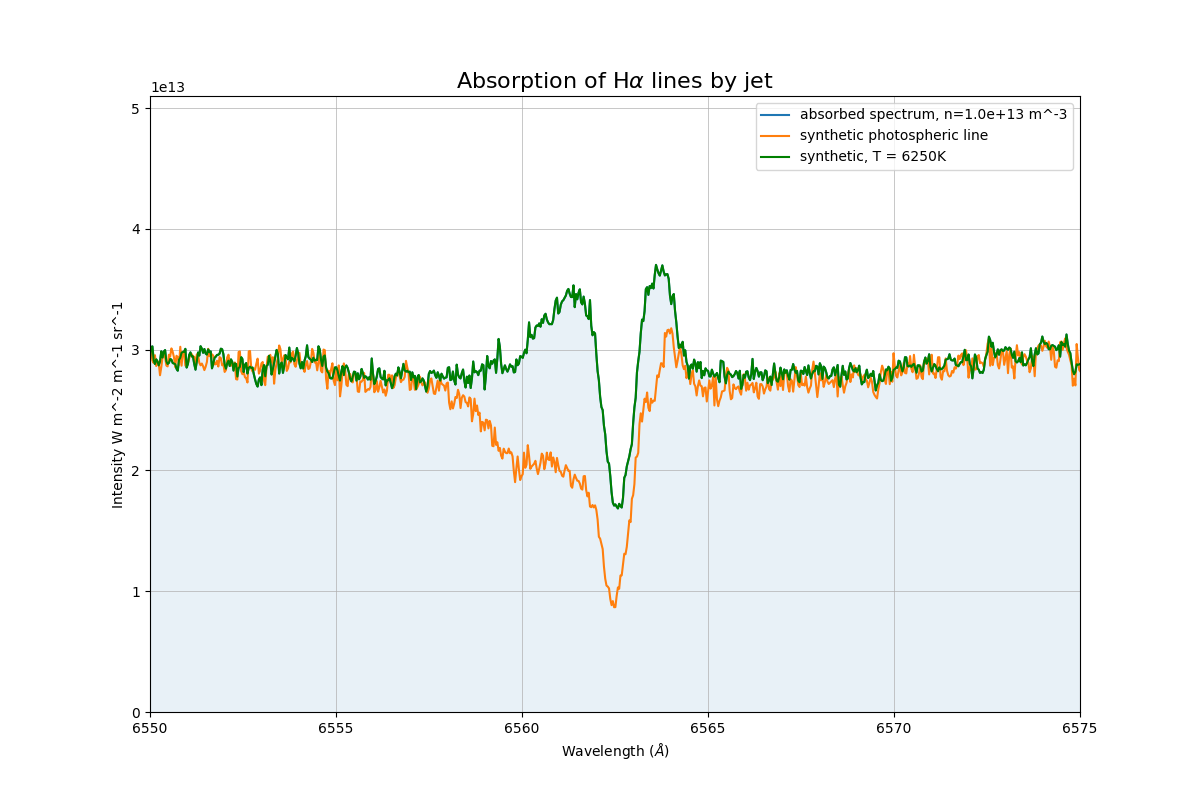 Absorption of Hα lines by jet
1e13
absorbed spectrum, n=1.0e+13 m^-3
synthetic photospheric line
synthetic, T = 6250K
5
4
3
2
1
0
Intensity W m^-2 m^-1 sr^-1
6550 6555 6560 6565 6570 6575
Wavelength (Å)